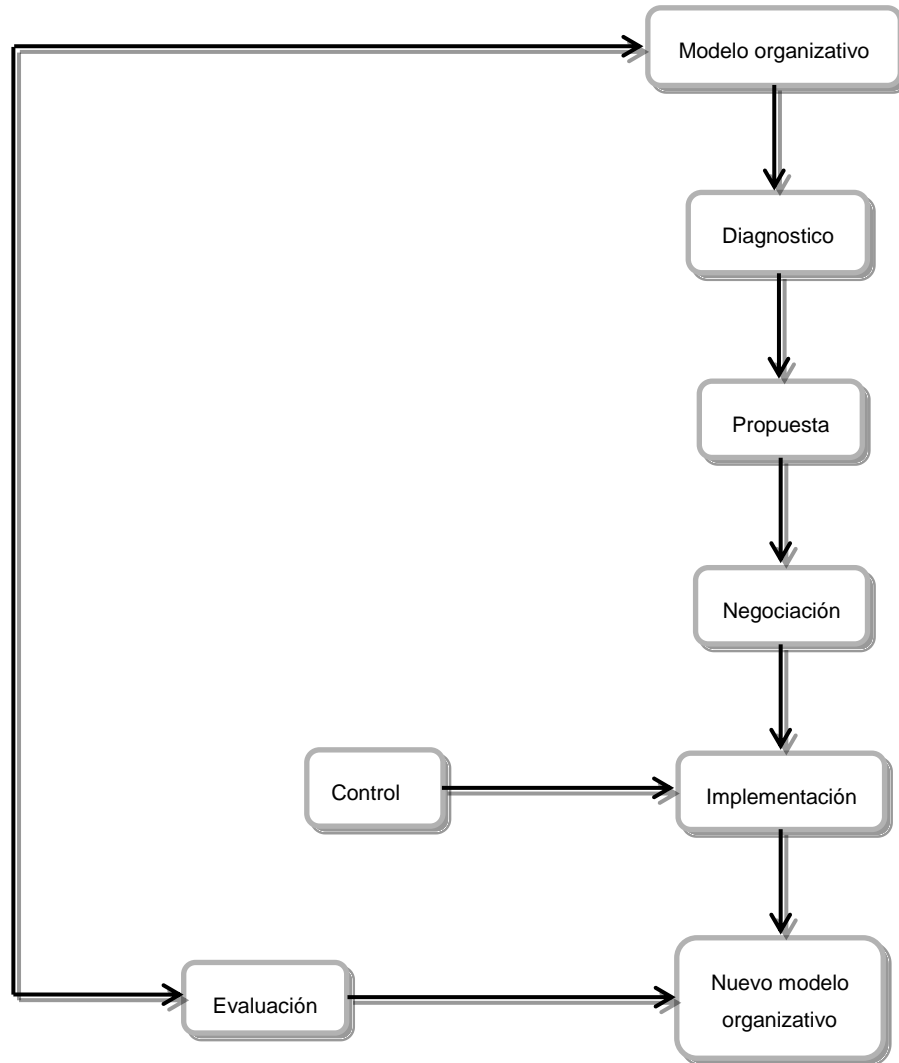 Modelo organizativo
Diagnostico
Propuesta
Negociación
Control
Implementación
Evaluación
Nuevo modelo
organizativo